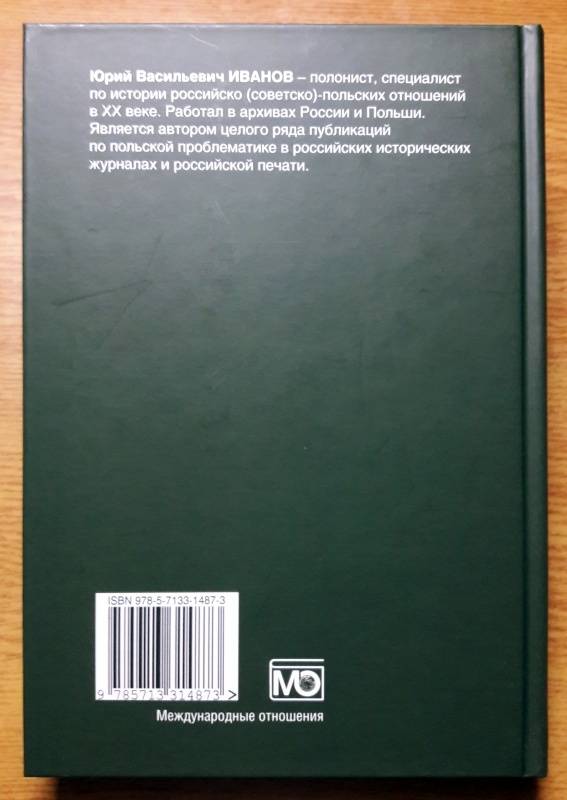 Юрий Васильевич ИВАНОВ – полонист, специалист
по истории российско (советско)-польских отношений
в XX веке. Работал в архивах России и Польши.
Является автором целого ряда публикаций
по польской проблематике в российских исторических
журналах и российской печати.
ISBN 978-5-7133-1487-3
9 785713 314873 >
МО
Международные отношения